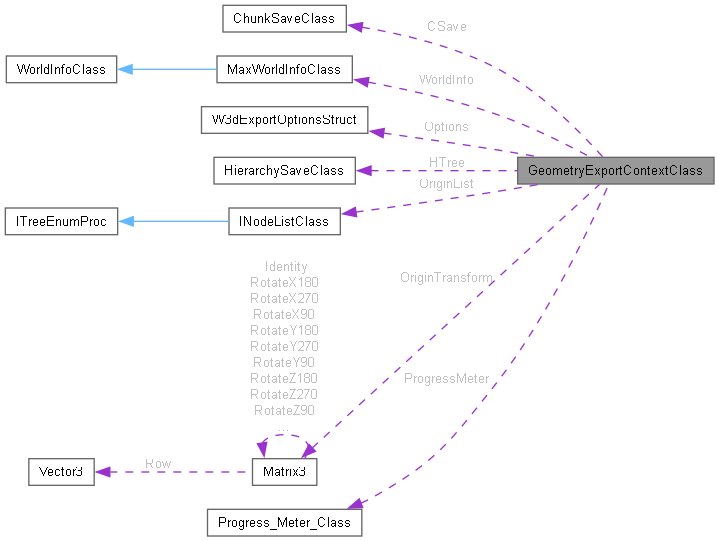 ChunkSaveClass
CSave
WorldInfoClass
MaxWorldInfoClass
WorldInfo
W3dExportOptionsStruct
Options
HierarchySaveClass
HTree
GeometryExportContextClass
OriginList
ITreeEnumProc
INodeListClass
Identity
RotateX180
RotateX270
RotateX90
RotateY180
RotateY270
RotateY90
RotateZ180
RotateZ270
RotateZ90
...
OriginTransform
ProgressMeter
Vector3
Row
Matrix3
Progress_Meter_Class